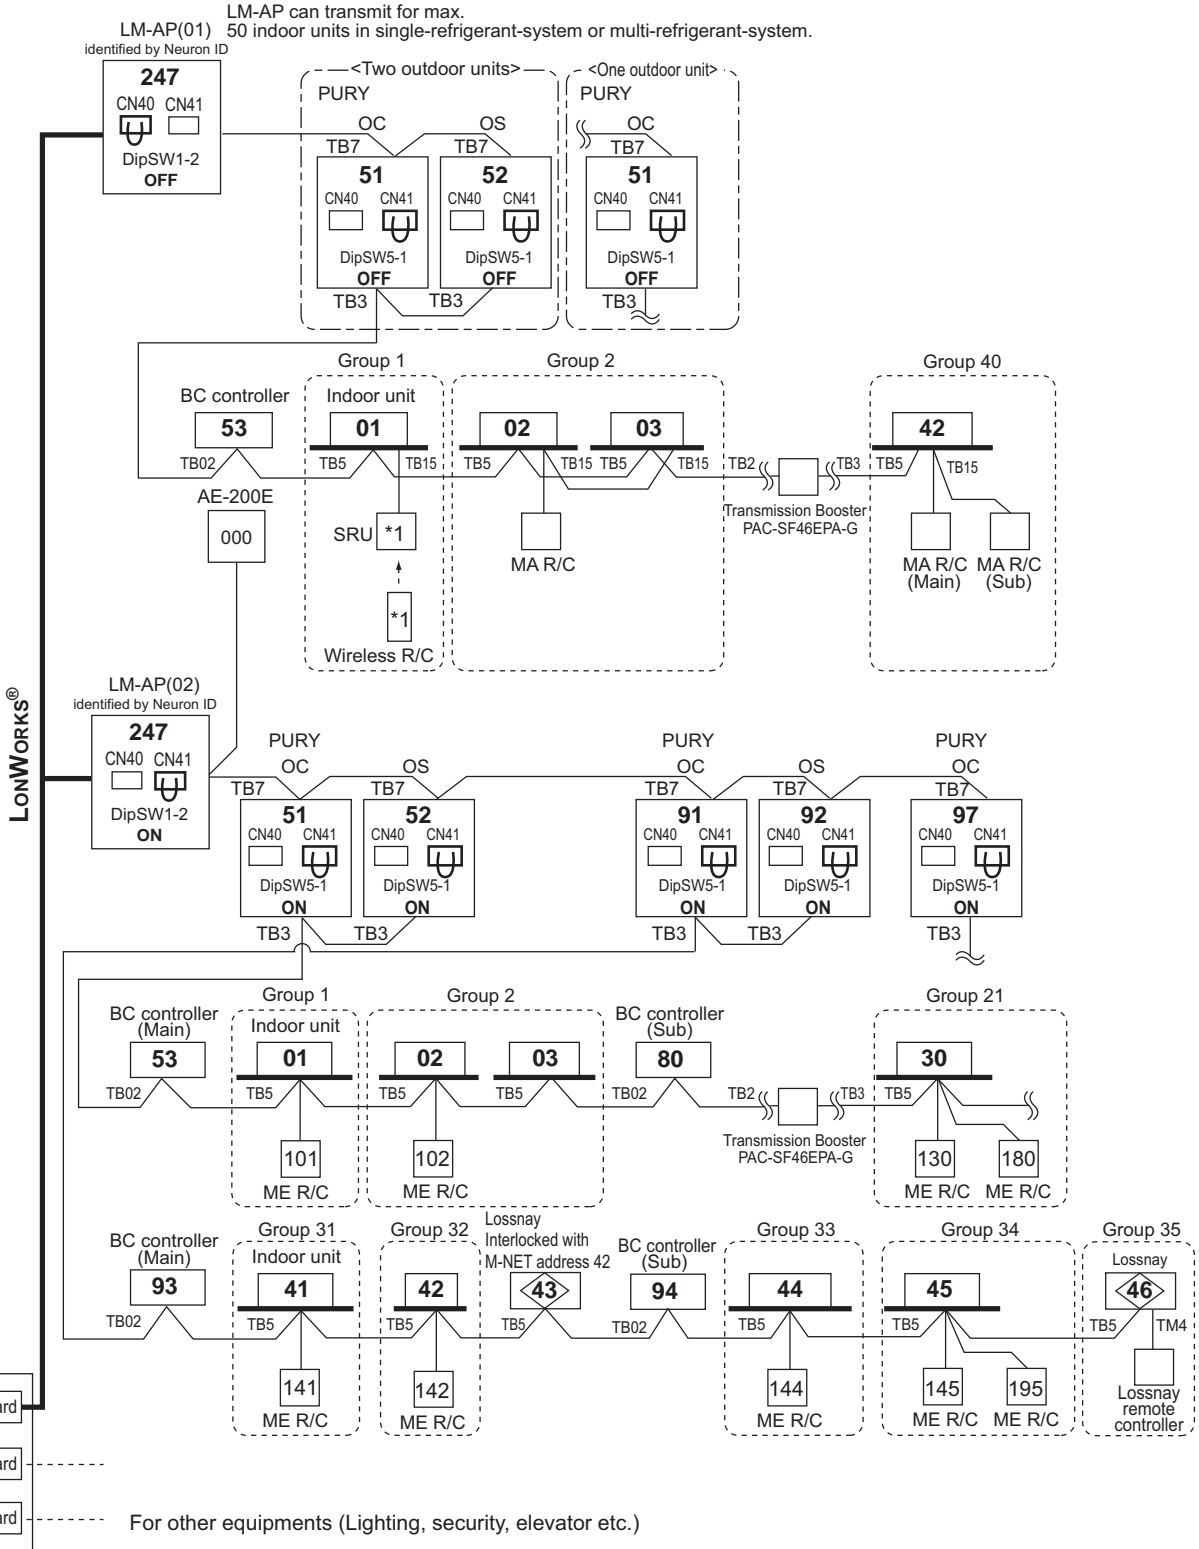 LM-AP can transmit for max.
50 indoor units in single-refrigerant-system or multi-refrigerant-system.
LM-AP(01)
identified by Neuron ID
247
CN40 CN41
DipSW1-2
OFF
<Two outdoor units>
PURY
OC OS
TB7 TB7
51 52
CN40 CN41 CN40 CN41
DipSW5-1 DipSW5-1
OFF OFF
TB3 TB3
<One outdoor unit>
PURY
OC
TB7
51
CN40 CN41
DipSW5-1
OFF
TB3
Group 1 Group 2 Group 40
BC controller
53
TB02
Indoor unit
01
TB5 TB15
SRU *1
*1
Wireless R/C
02 03
TB5 TB15 TB5 TB15
MA R/C
TB2 TB3
Transmission Booster
PAC-SF46EPA-G
42
TB5 TB15
MA R/C MA R/C
(Main) (Sub)
AE-200E
000
LONWORKS®
LM-AP(02)
identified by Neuron ID
247
CN40 CN41
DipSW1-2
ON
PURY PURY PURY
OC OS OC OS OC
TB7 TB7 TB7 TB7 TB7
51 52 91 92 97
CN40 CN41 CN40 CN41 CN40 CN41 CN40 CN41 CN40 CN41
DipSW5-1 DipSW5-1 DipSW5-1 DipSW5-1 DipSW5-1
ON ON ON ON ON
TB3 TB3 TB3 TB3 TB3
Group 1 Group 2 Group 21
BC controller
(Main)
53
TB02
Indoor unit
01
TB5
101
ME R/C
02 03
TB5 TB5
102
ME R/C
BC controller
(Sub)
80
TB02
TB2 TB3
Transmission Booster
PAC-SF46EPA-G
30
TB5
130 180
ME R/C ME R/C
Group 31 Group 32 Group 33 Group 34 Group 35
BC controller
(Main)
93
TB02
Indoor unit
41
TB5
141
ME R/C
42
TB5
142
ME R/C
Lossnay
Interlocked with
M-NET address 42
43
TB5
BC controller
(Sub)
94
TB02
44
TB5
144
ME R/C
45
TB5
145 195
ME R/C ME R/C
Lossnay
46
TB5 TM4
Lossnay
remote
controller
ard
ard
ard
For other equipments (Lighting, security, elevator etc.)